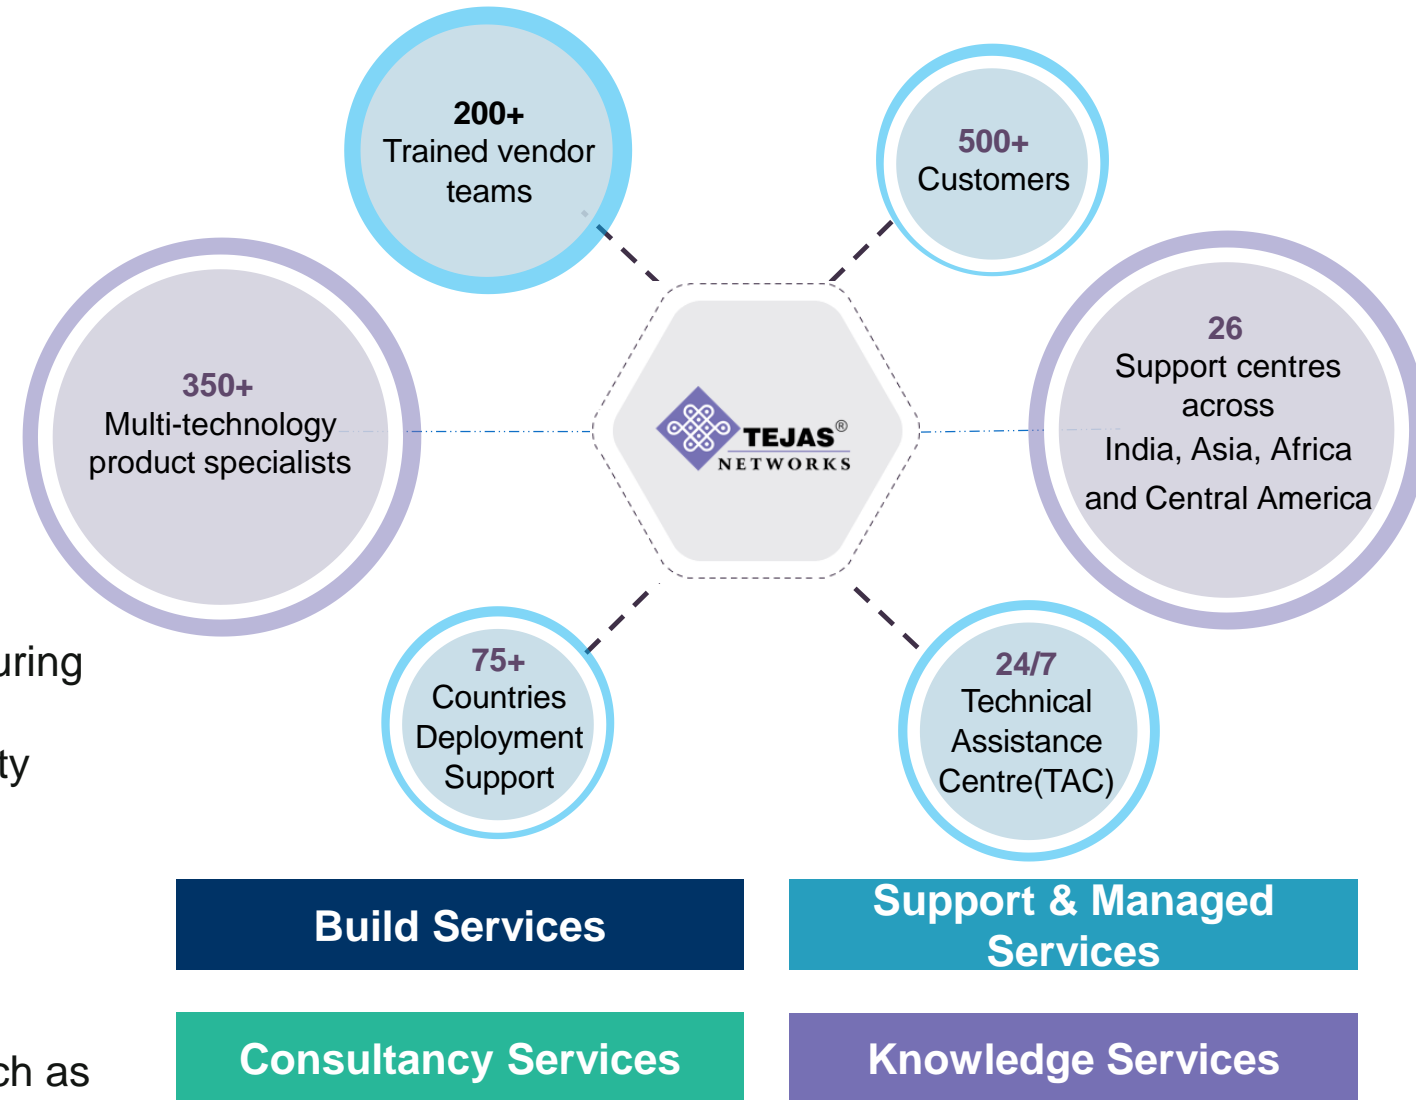 200+
Trained vendor
teams
500+
Customers
350+
Multi-technology
product specialists
26
Support centres
across
India, Asia, Africa
and Central America
TEJAS®
NETWORKS
75+
Countries
Deployment
Support
24/7
Technical
Assistance
Centre(TAC)
uring
ty
ch as
Build Services
Support & Managed
Services
Consultancy Services
Knowledge Services